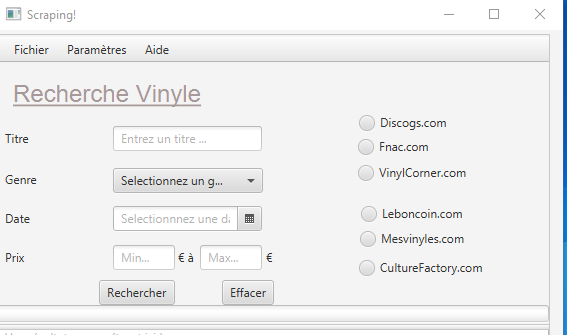 Scraping!
Fichier Paramètres Aide
Recherche Vinyle
Titre Entrez un titre ...
Genre Selectionnez un g...
Date Selectionnnez une da
Prix Min... € à Max... €
Rechercher Effacer
Discogs.com
Fnac.com
VinylCorner.com
Leboncoin.com
Mesvinyles.com
CultureFactory.com